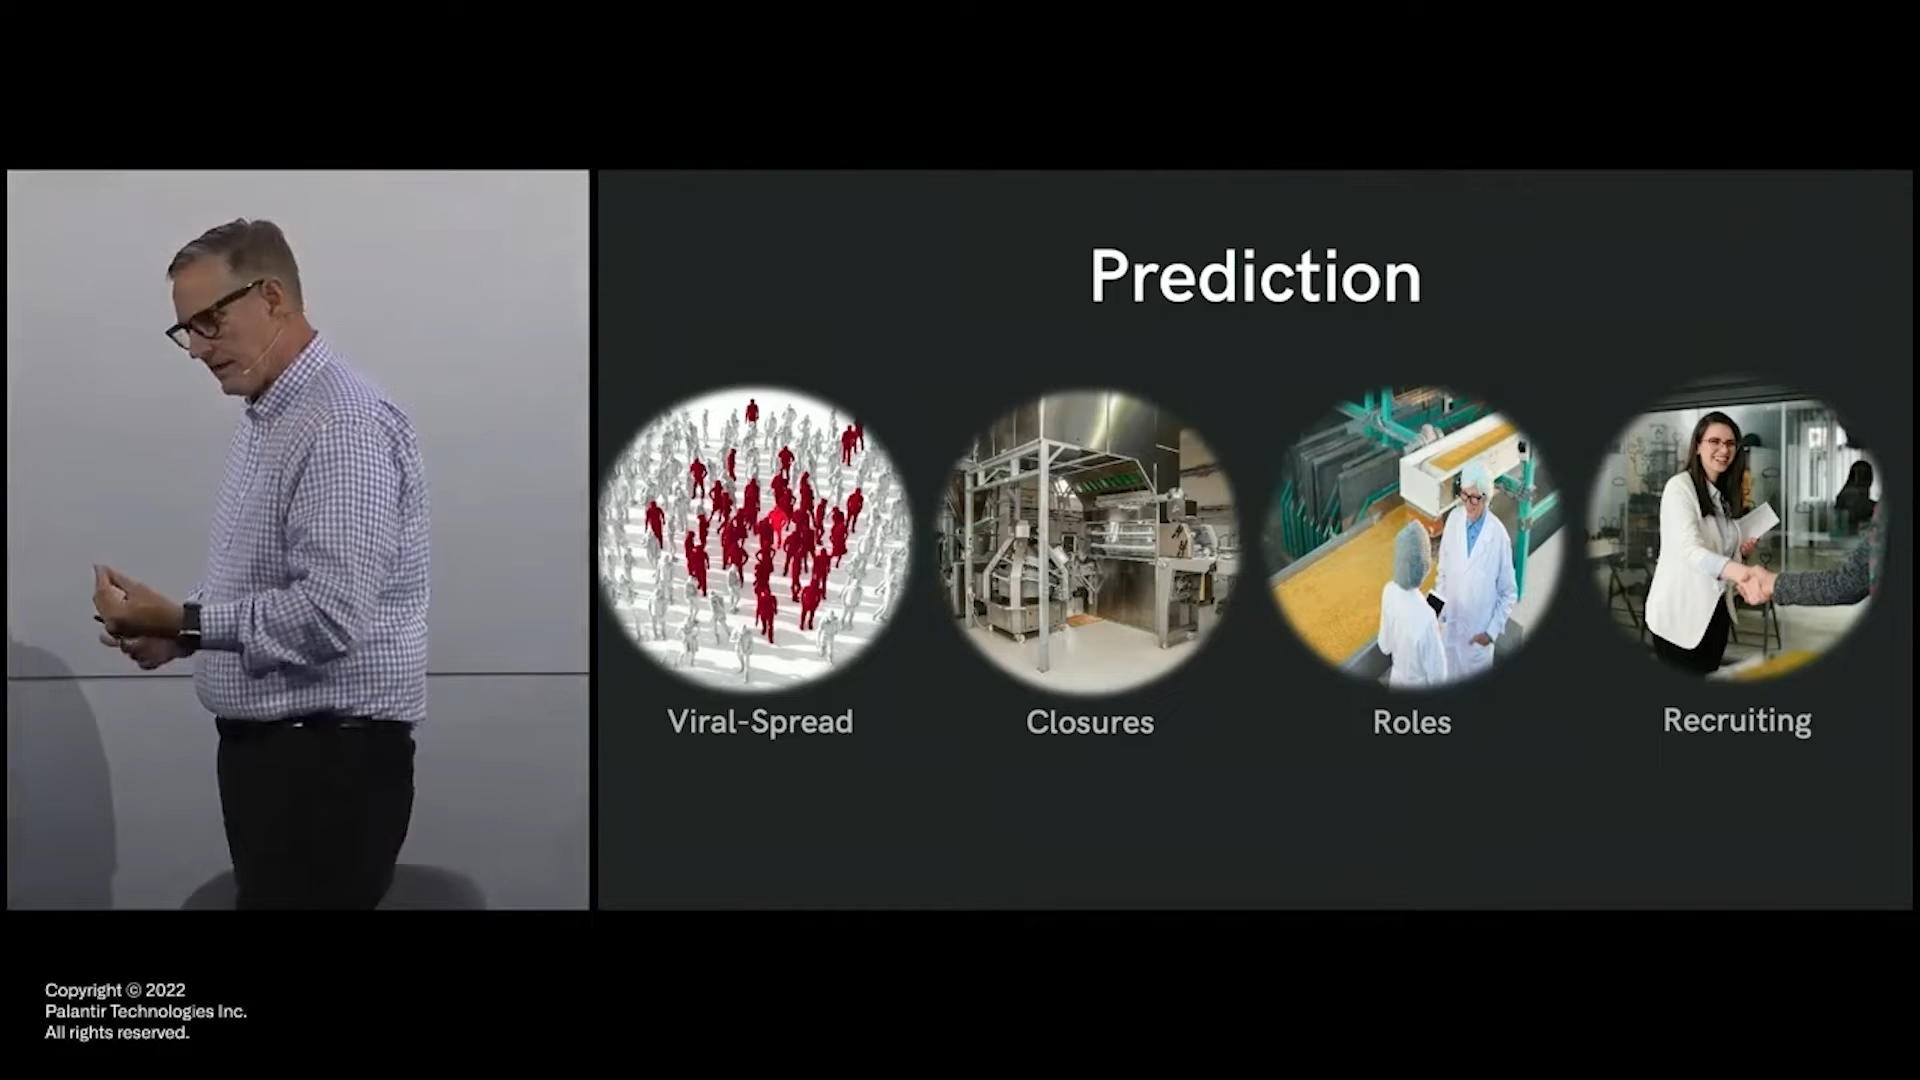 Prediction
Viral-Spread
Closures
Roles
Recruiting
Copyright © 2022
Palantir Technologies Inc.
All rights reserved.